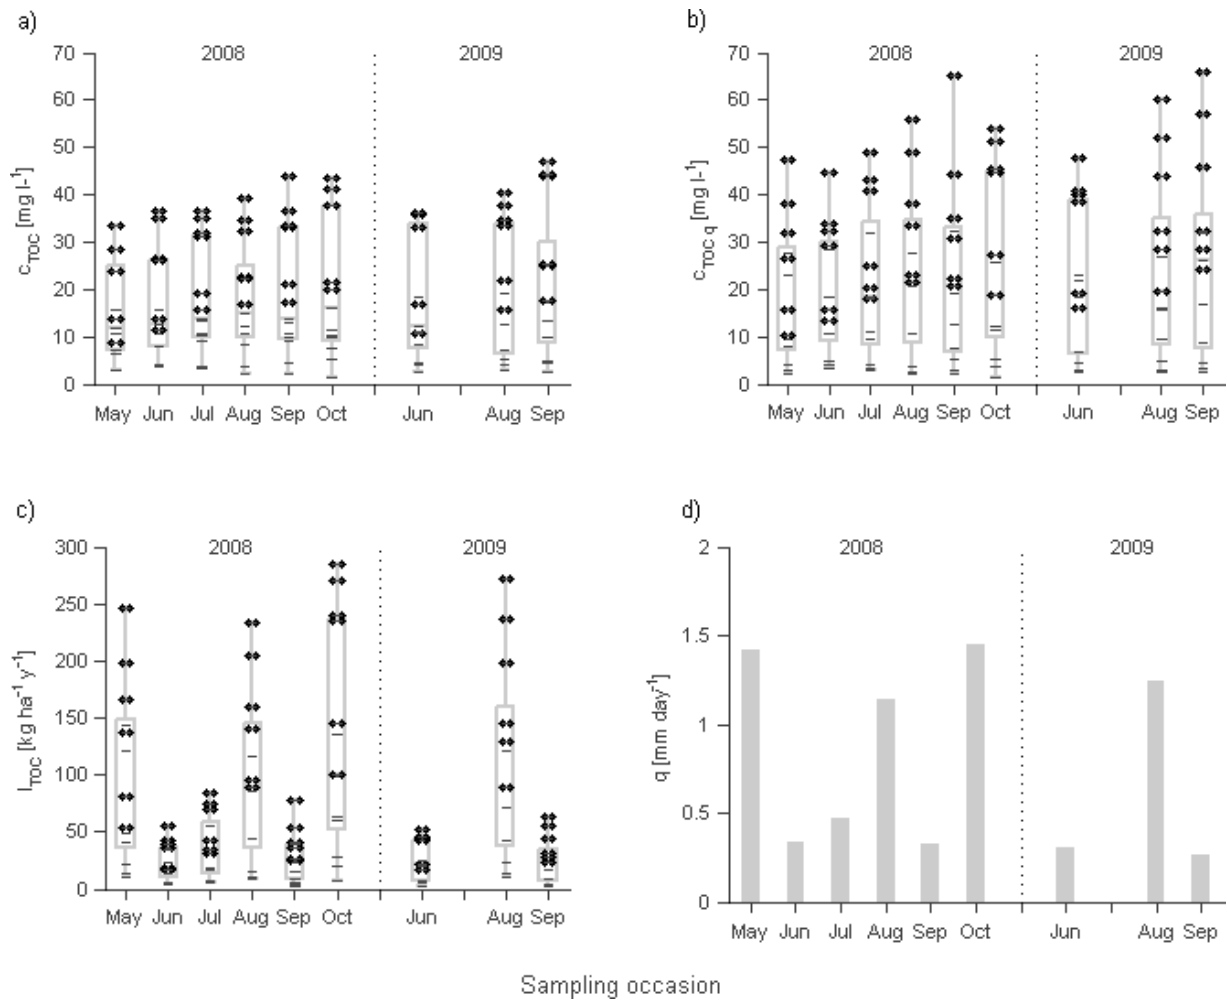 a)
2008 2009
70
60
50
40
30
20
10
0
c_TOC [mg l-¹]
May Jun Jul Aug Sep Oct Jun Aug Sep
b)
2008 2009
70
60
50
40
30
20
10
0
c_TOC q [mg l-¹]
May Jun Jul Aug Sep Oct Jun Aug Sep
c)
2008 2009
300
250
200
150
100
50
0
l_TOC [kg ha⁻¹ y⁻¹]
May Jun Jul Aug Sep Oct Jun Aug Sep
d)
2008 2009
2
1.5
1
0.5
0
q [mm day⁻¹]
May Jun Jul Aug Sep Oct Jun Aug Sep
Sampling occasion